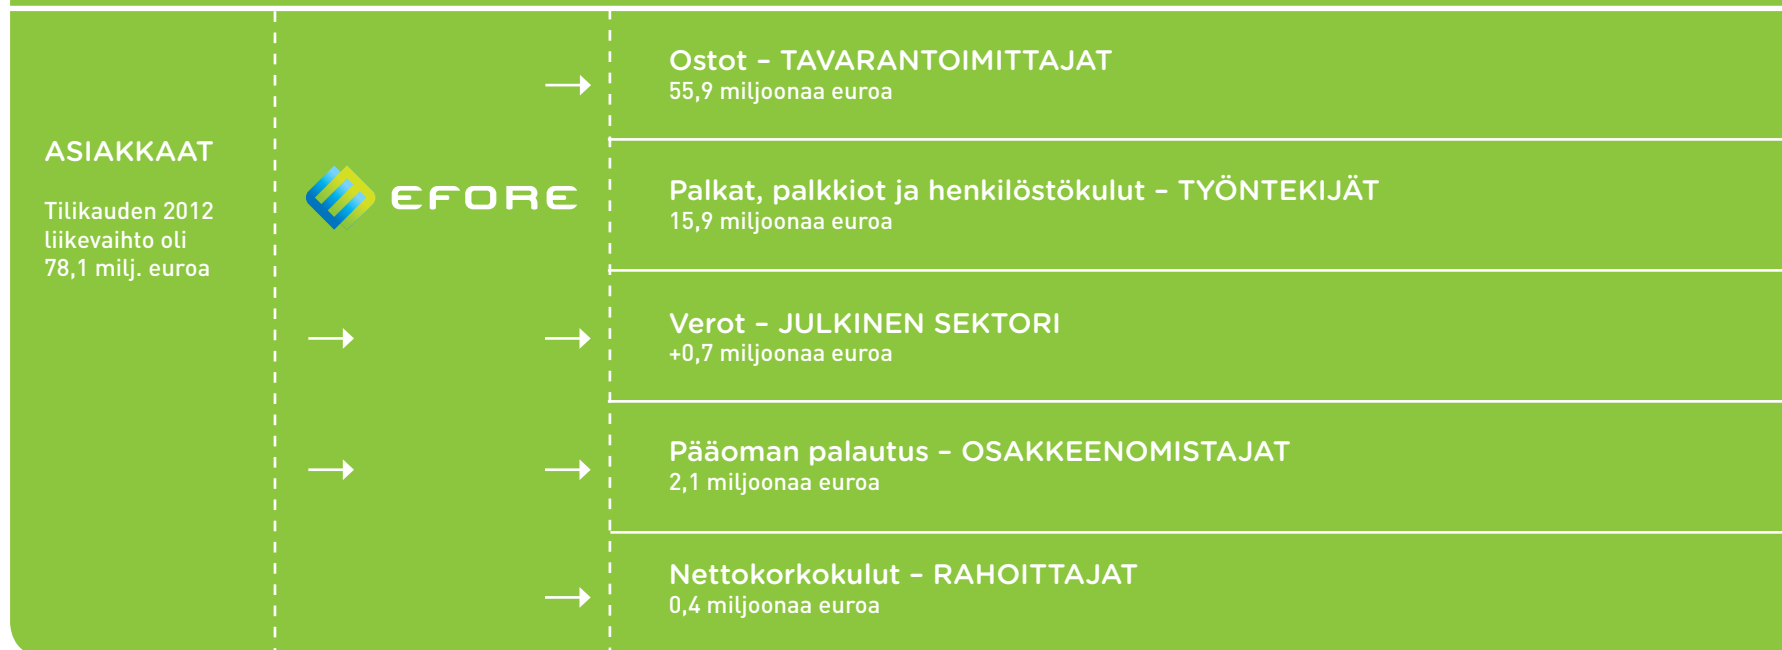 ASIAKKAAT
Tilikauden 2012
liikevaihto oli
78,1 milj. euroa
EFORE
Ostot – TAVARANTOIMITTAJAT
55,9 miljoonaa euroa
Palkat, palkkiot ja henkilöstökulut – TYÖNTEKIJÄT
15,9 miljoonaa euroa
Verot – JULKINEN SEKTORI
+0,7 miljoonaa euroa
Pääoman palautus – OSAKKEENOMISTAJAT
2,1 miljoonaa euroa
Nettokorkokulut – RAHOITTAJAT
0,4 miljoonaa euroa